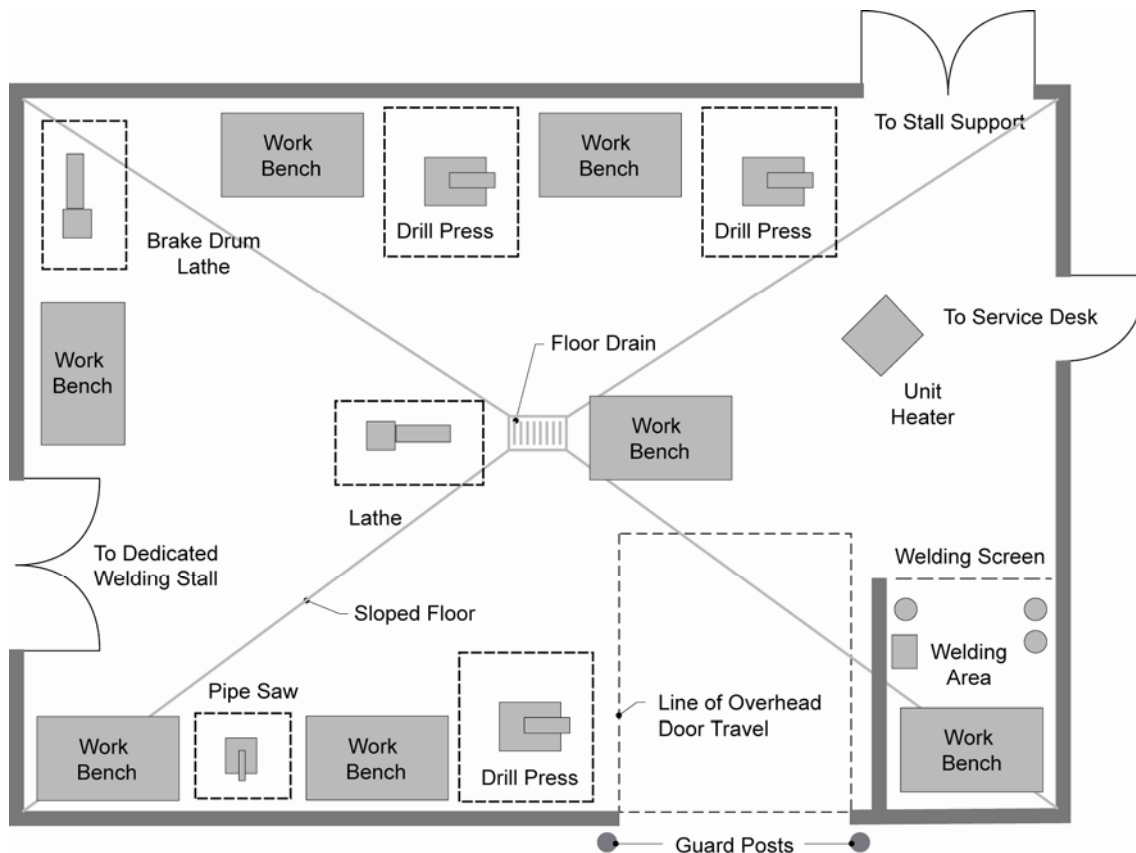 To Stall Support
Work
Bench
Work
Bench
Drill Press
Drill Press
Brake Drum
Lathe
To Service Desk
Floor Drain
Work
Bench
Unit
Heater
Work
Bench
Lathe
To Dedicated
Welding Stall
Welding Screen
Sloped Floor
Welding
Area
Pipe Saw
Line of Overhead
Door Travel
Work
Bench
Work
Bench
Drill Press
Work
Bench
Guard Posts